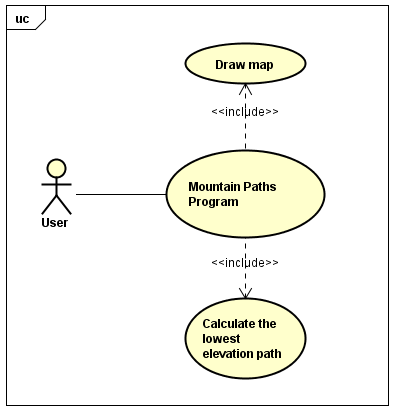 uc
Draw map
<<include>>
Mountain Paths
Program
User
<<include>>
Calculate the
lowest
elevation path